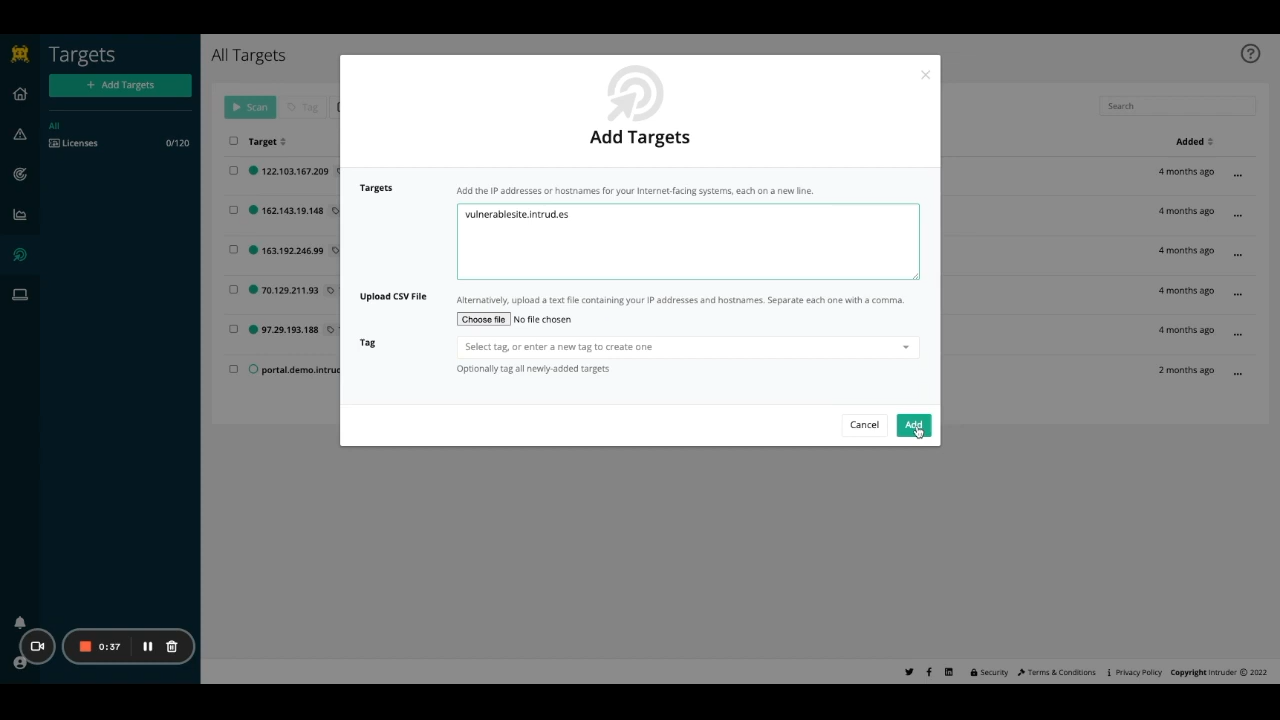 Targets
+ Add Targets
All
Licenses 0/120
All Targets
?
Scan
Tag
Search
Target
Added
122.103.167.209
4 months ago
...
162.143.19.148
4 months ago
...
163.192.246.99
4 months ago
...
70.129.211.93
4 months ago
...
97.29.193.188
4 months ago
...
portal.demo.intruc
2 months ago
...
×
Add Targets
Targets
Add the IP addresses or hostnames for your Internet-facing systems, each on a new line.
vulnerablesite.intrud.es
Upload CSV File
Alternatively, upload a text file containing your IP addresses and hostnames. Separate each one with a comma.
Choose file No file chosen
Tag
Select tag, or enter a new tag to create one
Optionally tag all newly-added targets
Cancel
Add
0:37
Security
Terms & Conditions
Privacy Policy
Copyright Intruder © 2022